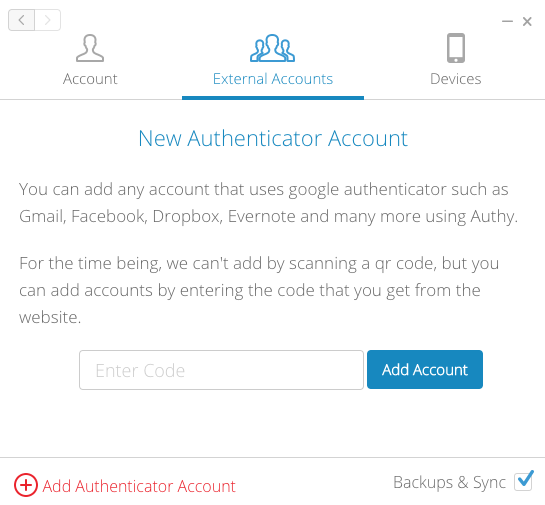 Account
External Accounts
Devices
New Authenticator Account
You can add any account that uses google authenticator such as
Gmail, Facebook, Dropbox, Evernote and many more using Authy.
For the time being, we can't add by scanning a qr code, but you
can add accounts by entering the code that you get from the
website.
Enter Code
Add Account
Add Authenticator Account
Backups & Sync